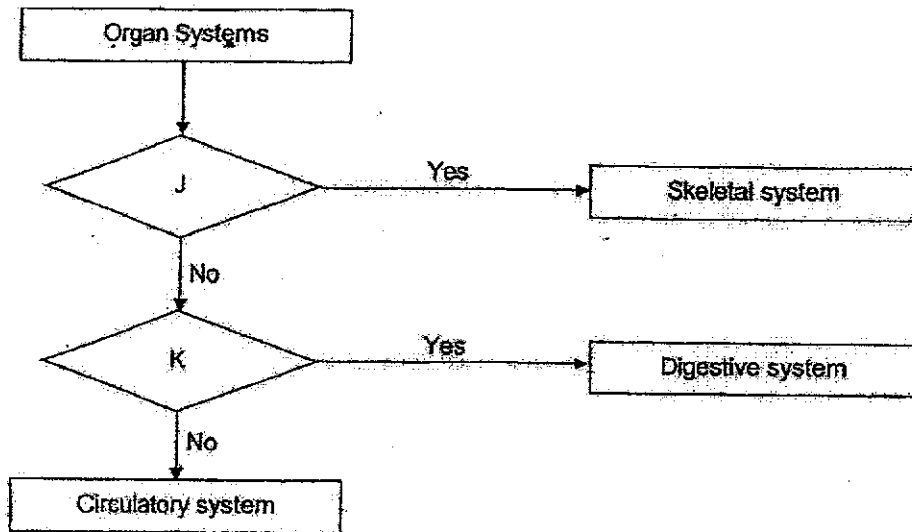 Organ Systems
J
Yes
Skeletal system
No
K
Yes
Digestive system
No
Circulatory system